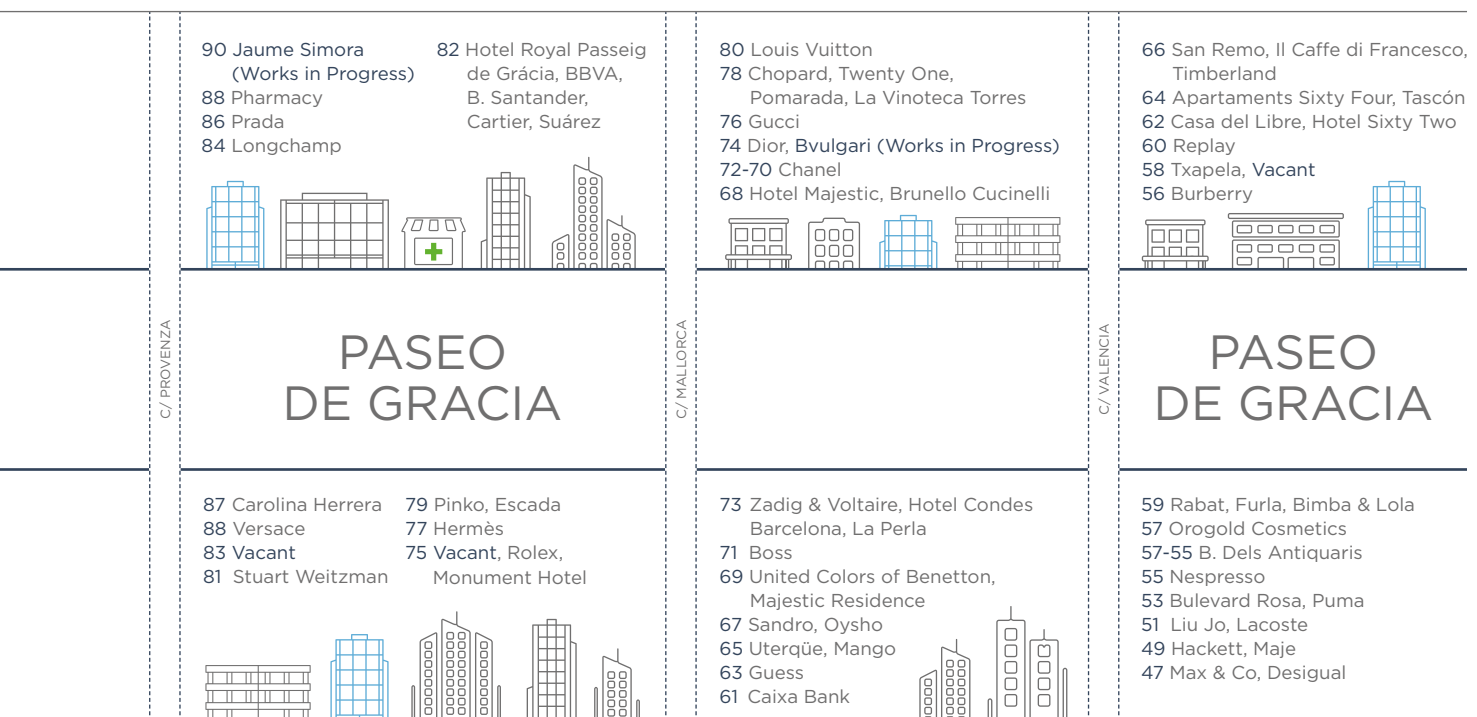 90 Jaume Simora
(Works in Progress)
88 Pharmacy
86 Prada
84 Longchamp
82 Hotel Royal Passeig
de Grácia, BBVA,
B. Santander,
Cartier, Suárez
80 Louis Vuitton
78 Chopard, Twenty One,
Pomarada, La Vinoteca Torres
76 Gucci
74 Dior, Bvulgari (Works in Progress)
72-70 Chanel
68 Hotel Majestic, Brunello Cucinelli
66 San Remo, Il Caffe di Francesco,
Timberland
64 Apartaments Sixty Four, Tascón
62 Casa del Libre, Hotel Sixty Two
60 Replay
58 Txapela, Vacant
56 Burberry
C/ PROVENZA
PASEO
DE GRACIA
C/ MALLORCA
C/ VALENCIA
PASEO
DE GRACIA
87 Carolina Herrera
88 Versace
83 Vacant
81 Stuart Weitzman
79 Pinko, Escada
77 Hermès
75 Vacant, Rolex,
Monument Hotel
73 Zadig & Voltaire, Hotel Condes
Barcelona, La Perla
71 Boss
69 United Colors of Benetton,
Majestic Residence
67 Sandro, Oysho
65 Uterqüe, Mango
63 Guess
61 Caixa Bank
59 Rabat, Furla, Bimba & Lola
57 Orogold Cosmetics
57-55 B. Dels Antiquaris
55 Nespresso
53 Bulevard Rosa, Puma
51 Liu Jo, Lacoste
49 Hackett, Maje
47 Max & Co, Desigual